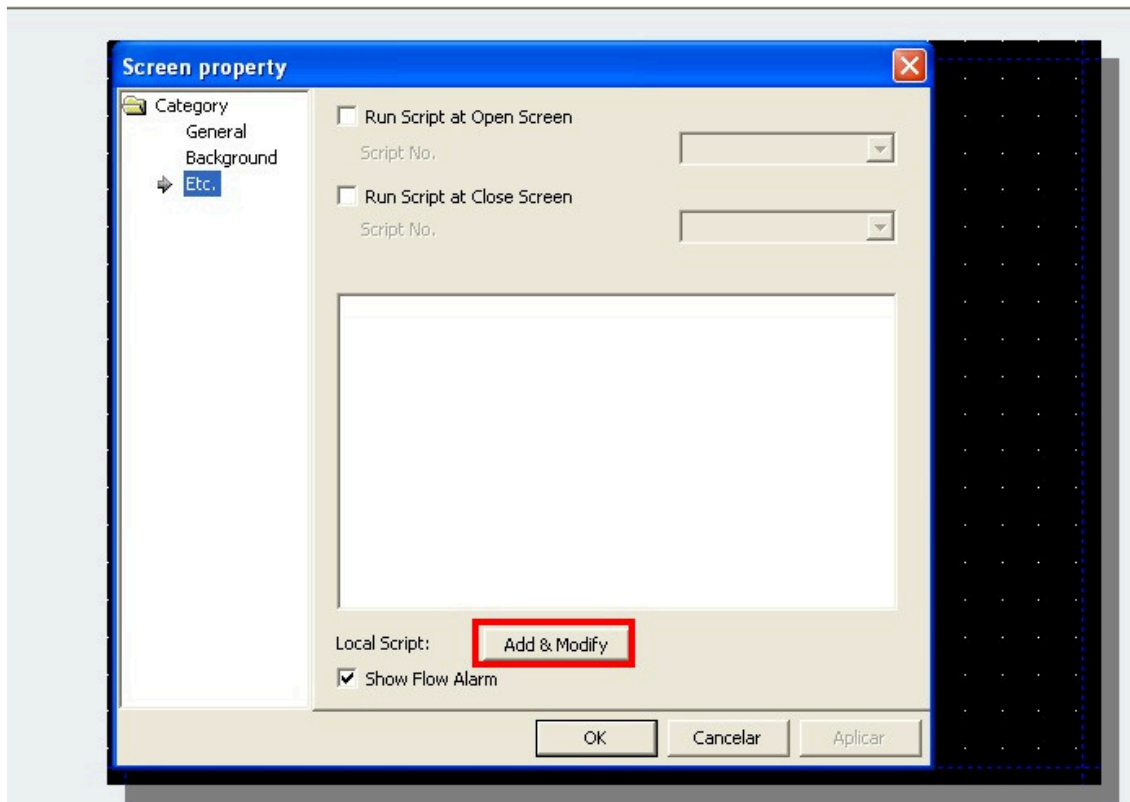 Screen property
Category
General
Background
Etc.
Run Script at Open Screen
Script No.
Run Script at Close Screen
Script No.
Local Script:
Add & Modify
Show Flow Alarm
OK
Cancelar
Aplicar